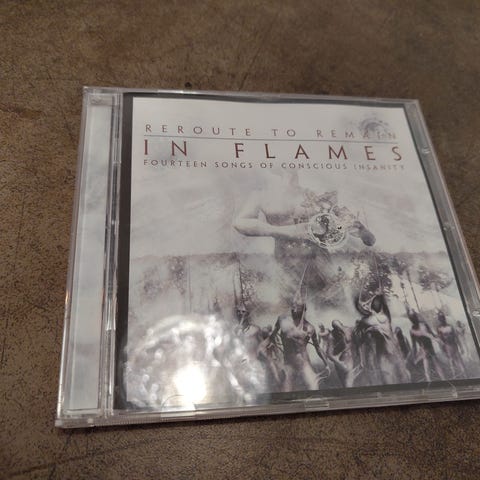 REROUTE TO REMAIN
IN FLAMES
FOURTEEN SONGS OF CONSCIOUS INSANITY